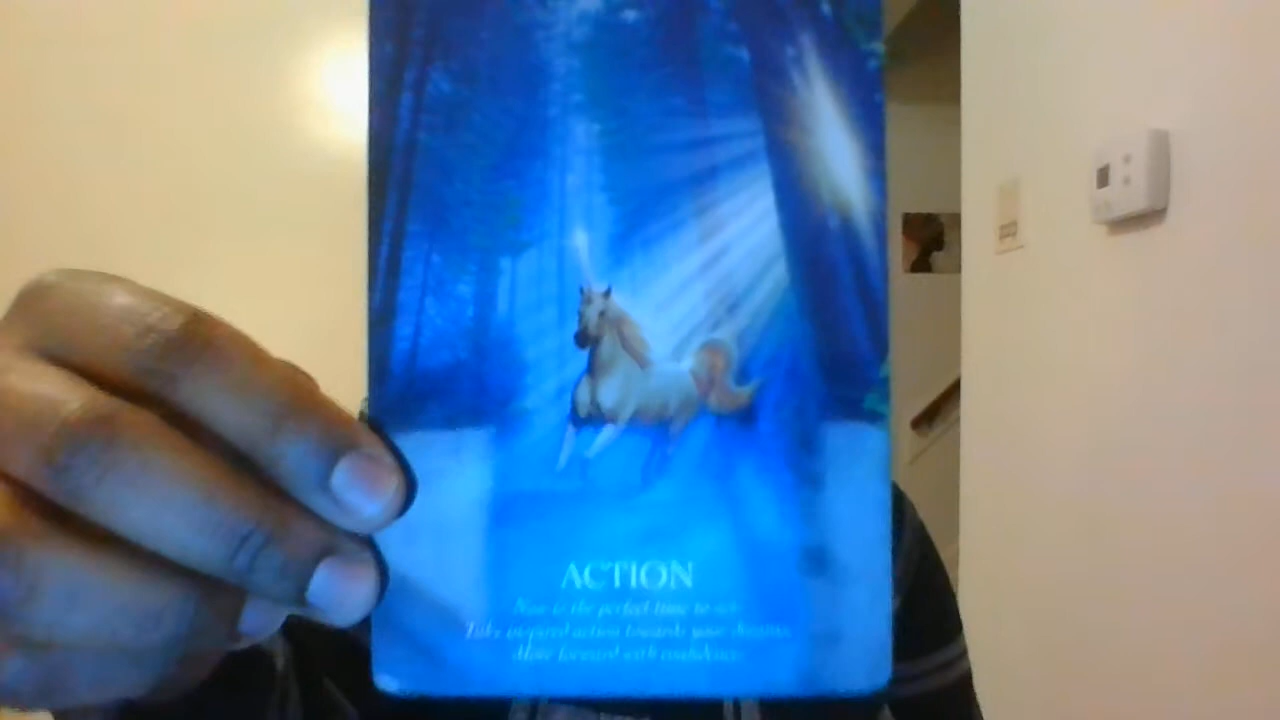 ACTION
Now is the perfect time to act.
Take inspired action towards your dreams.
Move forward with confidence.